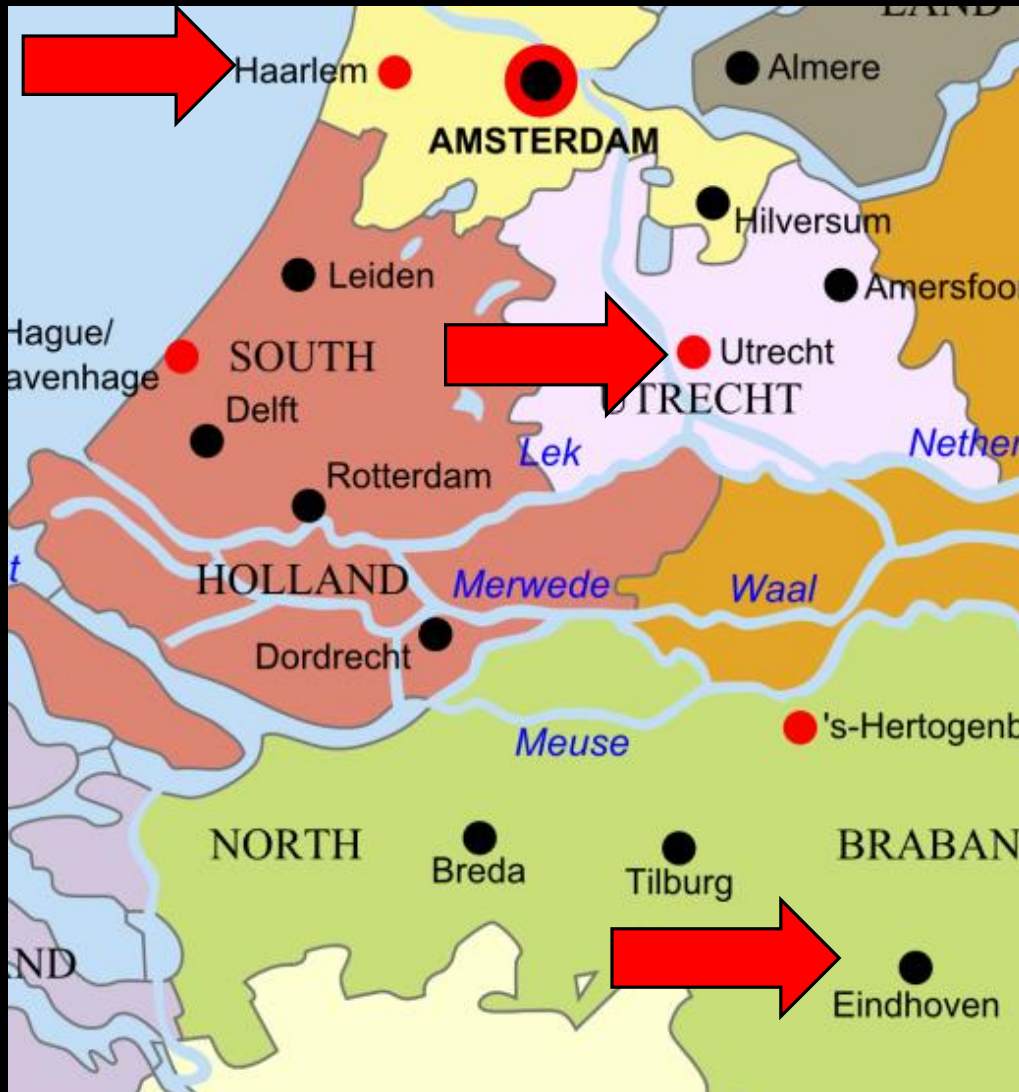 LAND
Haarlem
Almere
AMSTERDAM
Hilversum
Leiden
Amersfoor
Hague/
avenhage
SOUTH
Utrecht
UTRECHT
Delft
Lek
Nether
Rotterdam
t
HOLLAND
Merwede
Waal
Dordrecht
's-Hertogenb
Meuse
NORTH
BRABAN
Breda
Tilburg
ND
Eindhoven